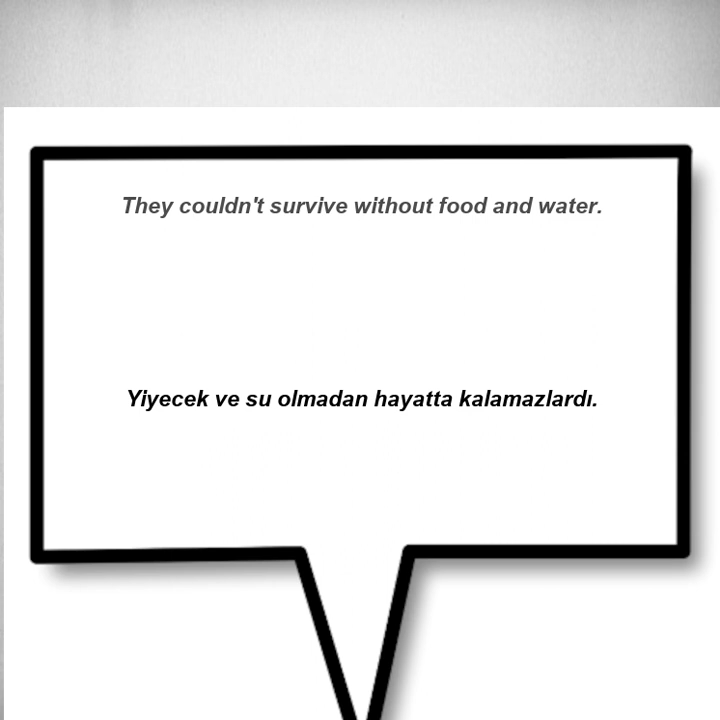 They couldn't survive without food and water.
Yiyecek ve su olmadan hayatta kalamazlardı.